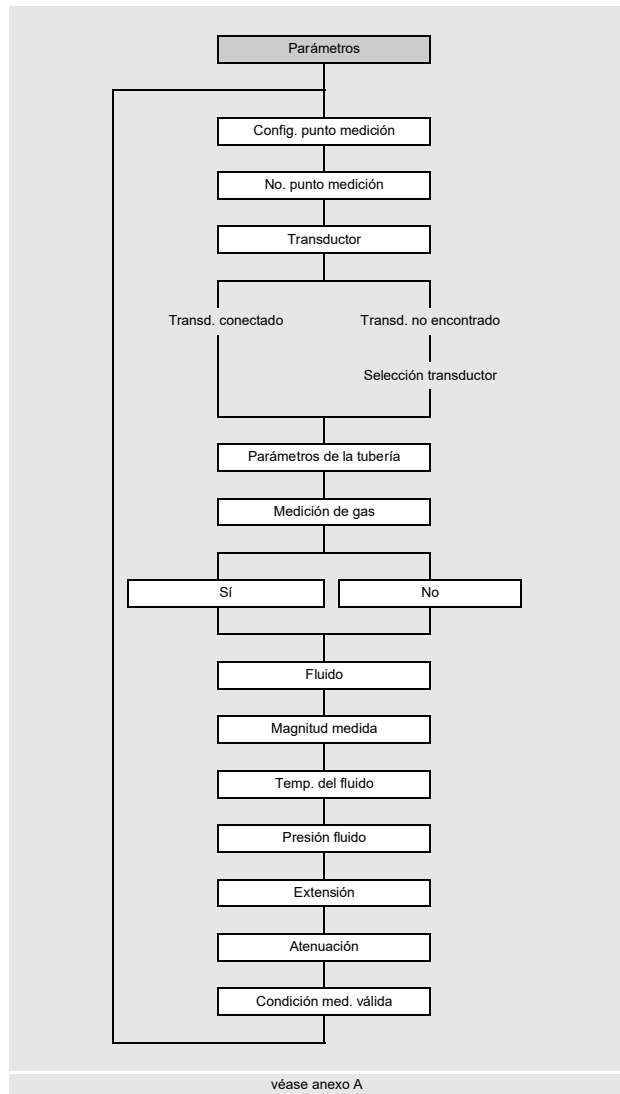 Parámetros
Config. punto medición
No. punto medición
Transductor
Transd. conectado
Transd. no encontrado
Selección transductor
Parámetros de la tubería
Medición de gas
Sí
No
Fluido
Magnitud medida
Temp. del fluido
Presión fluido
Extensión
Atenuación
Condición med. válida
véase anexo A